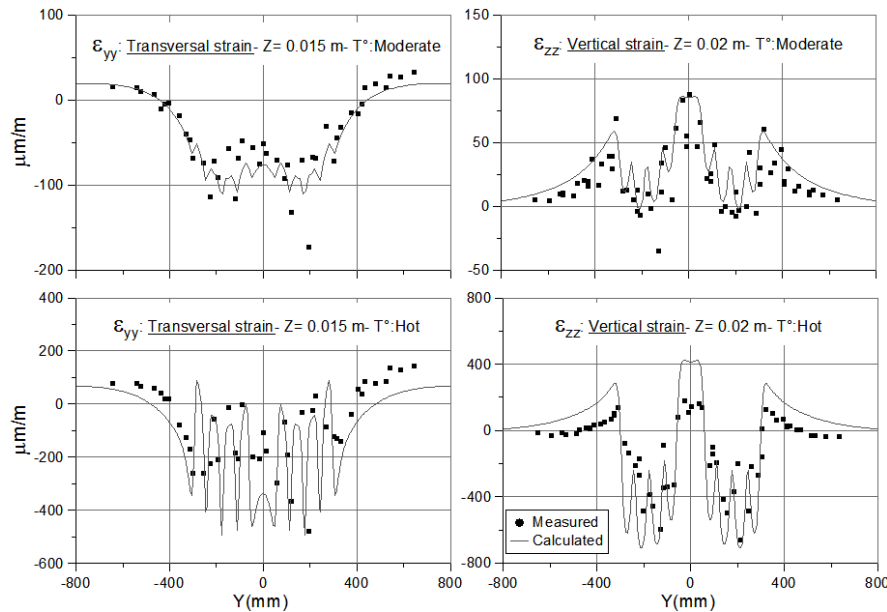 εyy: Transversal strain- Z= 0.015 m- T°:Moderate
100
0
-100
-200
μm/m
εzz: Vertical strain- Z= 0.02 m- T°:Moderate
150
100
50
0
-50
εyy: Transversal strain- Z= 0.015 m- T°:Hot
400
200
0
-200
-400
-600
μm/m
-800 -400 0 400 800
Y(mm)
εzz: Vertical strain- Z= 0.02 m- T°:Hot
800
400
0
-400
-800
Measured
Calculated
-800 -400 0 400 800
Y(mm)